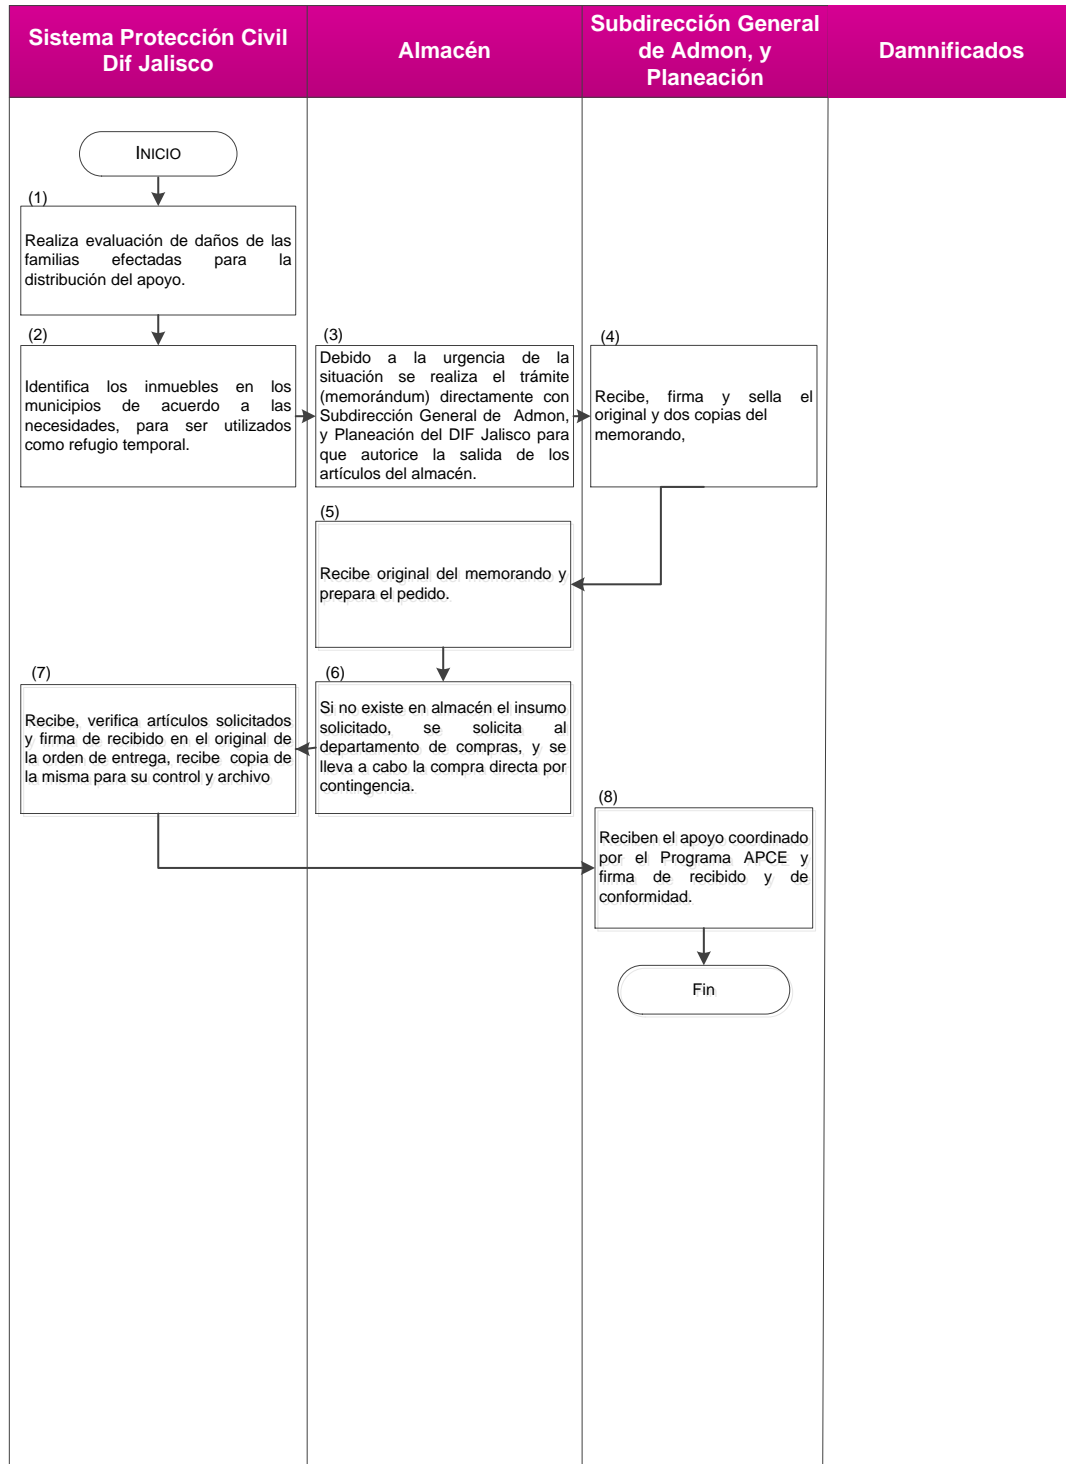 Sistema Protección Civil
Dif Jalisco
Almacén
Subdirección General
de Admon, y
Planeación
Damnificados
INICIO
(1)
Realiza evaluación de daños de las
familias efectadas para la
distribución del apoyo.
(2)
Identifica los inmuebles en los
municipios de acuerdo a las
necesidades, para ser utilizados
como refugio temporal.
(3)
Debido a la urgencia de la
situación se realiza el trámite
(memorándum) directamente con
Subdirección General de Admon,
y Planeación del DIF Jalisco para
que autorice la salida de los
artículos del almacén.
(4)
Recibe, firma y sella el
original y dos copias del
memorando,
(5)
Recibe original del memorando y
prepara el pedido.
(6)
Si no existe en almacén el insumo
solicitado, se solicita al
departamento de compras, y se
lleva a cabo la compra directa por
contingencia.
(7)
Recibe, verifica artículos solicitados
y firma de recibido en el original de
la orden de entrega, recibe copia de
la misma para su control y archivo
(8)
Reciben el apoyo coordinado
por el Programa APCE y
firma de recibido y de
conformidad.
Fin